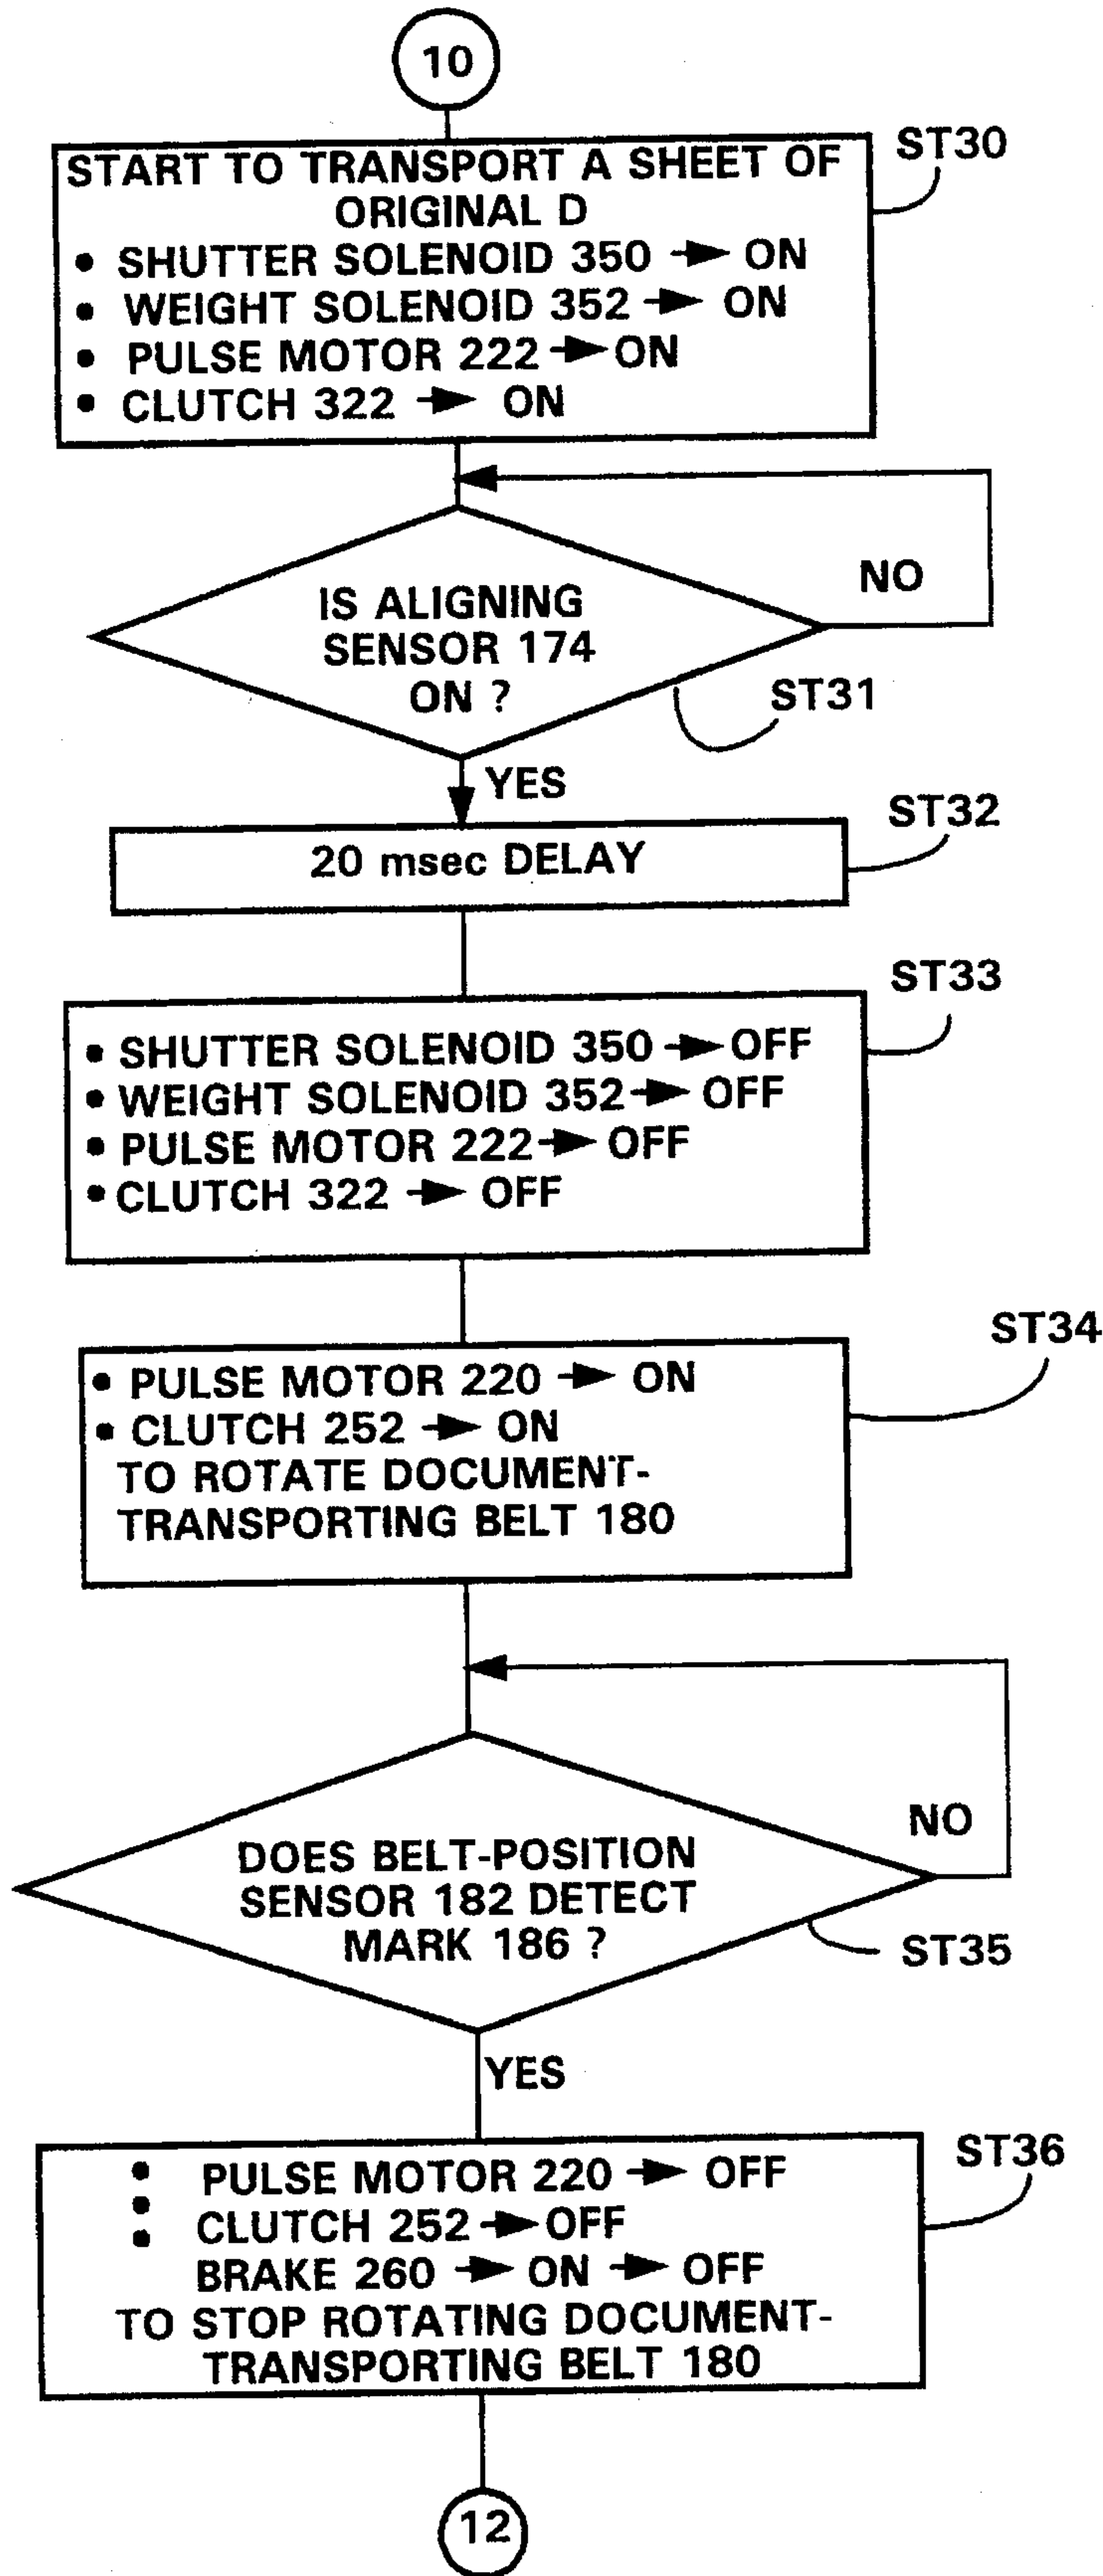 10
START TO TRANSPORT A SHEET OF
ORIGINAL D
ST30
• SHUTTER SOLENOID 350 → ON
• WEIGHT SOLENOID 352 → ON
• PULSE MOTOR 222 → ON
• CLUTCH 322 → ON
NO
IS ALIGNING
SENSOR 174
ON ?
ST31
YES
ST32
20 msec DELAY
ST33
• SHUTTER SOLENOID 350 → OFF
• WEIGHT SOLENOID 352 → OFF
• PULSE MOTOR 222 → OFF
• CLUTCH 322 → OFF
ST34
• PULSE MOTOR 220 → ON
• CLUTCH 252 → ON
TO ROTATE DOCUMENT-
TRANSPORTING BELT 180
NO
DOES BELT-POSITION
SENSOR 182 DETECT
MARK 186 ?
ST35
YES
ST36
• PULSE MOTOR 220 → OFF
• CLUTCH 252 → OFF
• BRAKE 260 → ON → OFF
TO STOP ROTATING DOCUMENT-
TRANSPORTING BELT 180
12